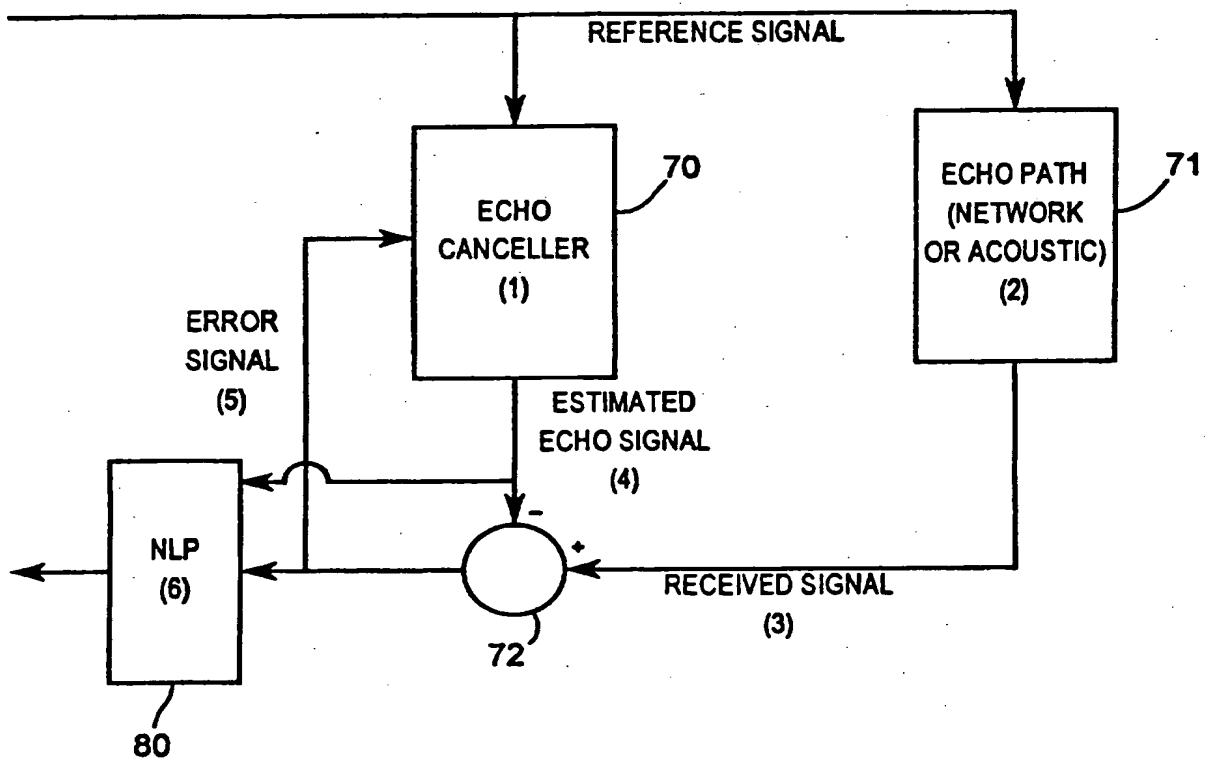 REFERENCE SIGNAL
70
ECHO
CANCELLER
(1)
71
ECHO PATH
(NETWORK
OR ACOUSTIC)
(2)
ERROR
SIGNAL
(5)
ESTIMATED
ECHO SIGNAL
(4)
-
+
NLP
(6)
RECEIVED SIGNAL
(3)
72
80